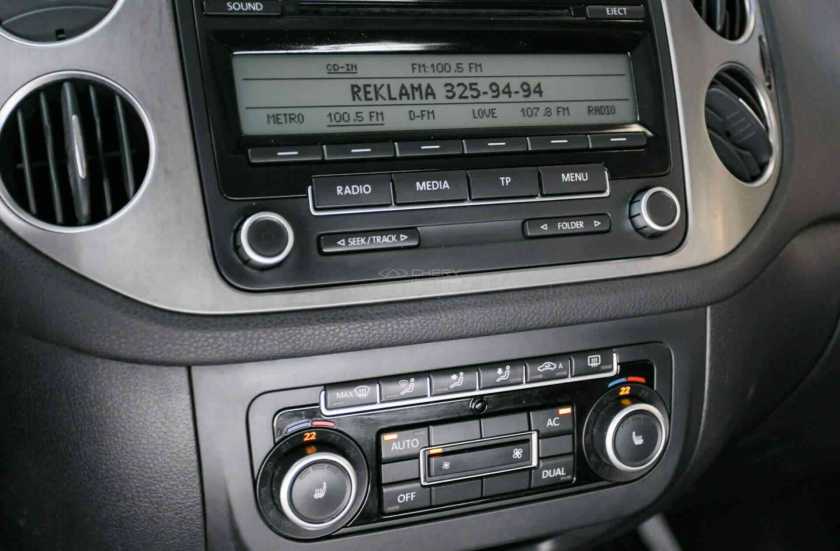 SOUND
EJECT
CD-IN FM:100.5 FM
REKLAMA 325-94-94
METRO 100.5 FM D-FM LOVE 107.8 FM RADIO
RADIO MEDIA TP MENU
SEEK/TRACK FOLDER
CHERY
MAX A
22 22
AUTO AC
OFF DUAL